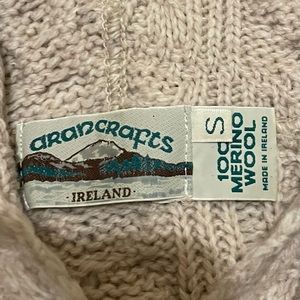 arancrafts
· IRELAND ·
S
100%
MERINO
WOOL
MADE IN IRELAND